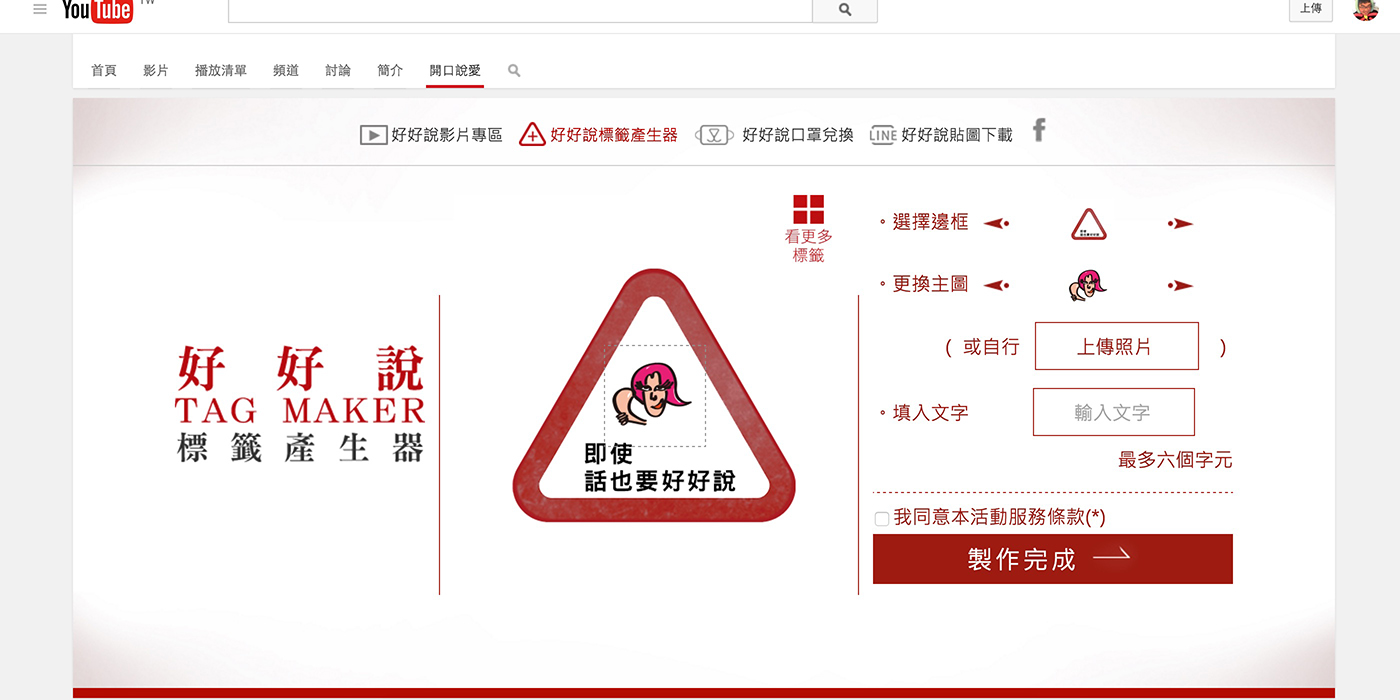 YouTube TW
上傳
首頁 影片 播放清單 頻道 討論 簡介 開口說愛
好好說影片專區 好好說標籤產生器 好好說口罩兌換 LINE 好好說貼圖下載 f
看更多
標籤
選擇邊框
更換主圖
( 或自行 上傳照片 )
填入文字 輸入文字
最多六個字元
我同意本活動服務條款(*)
製作完成
好好說
TAG MAKER
標籤產生器
即使
話也要好好說